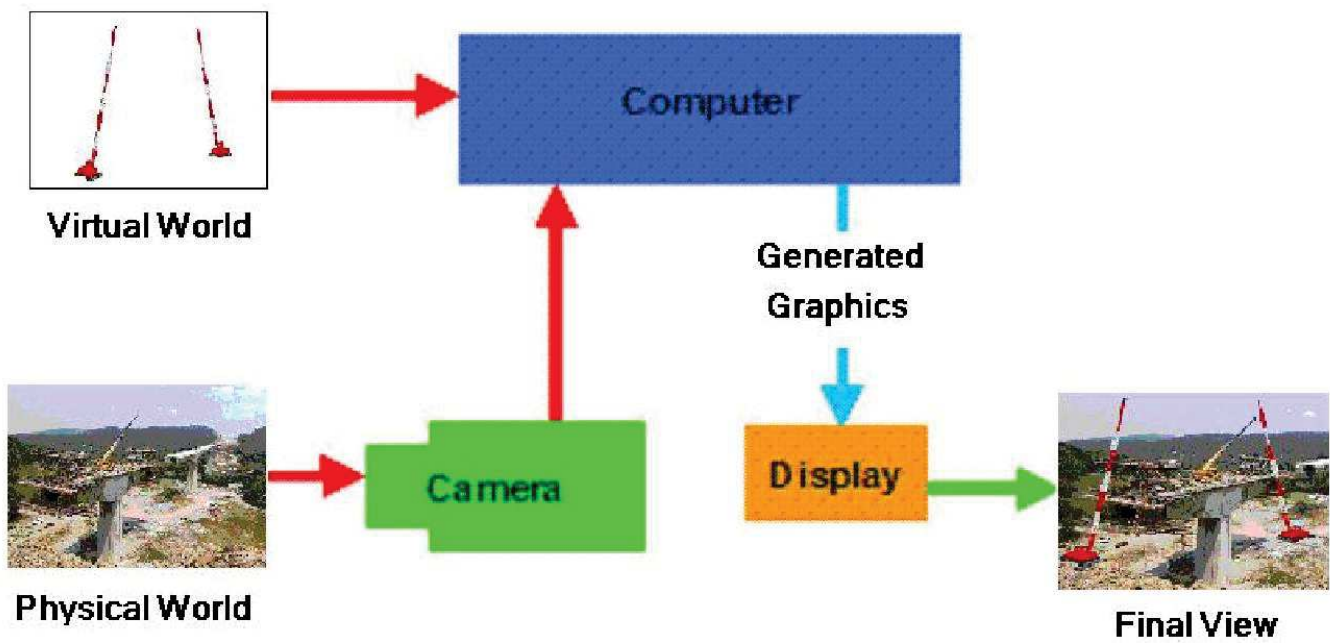 Computer
Virtual World
Generated
Graphics
Camera
Display
Physical World
Final View